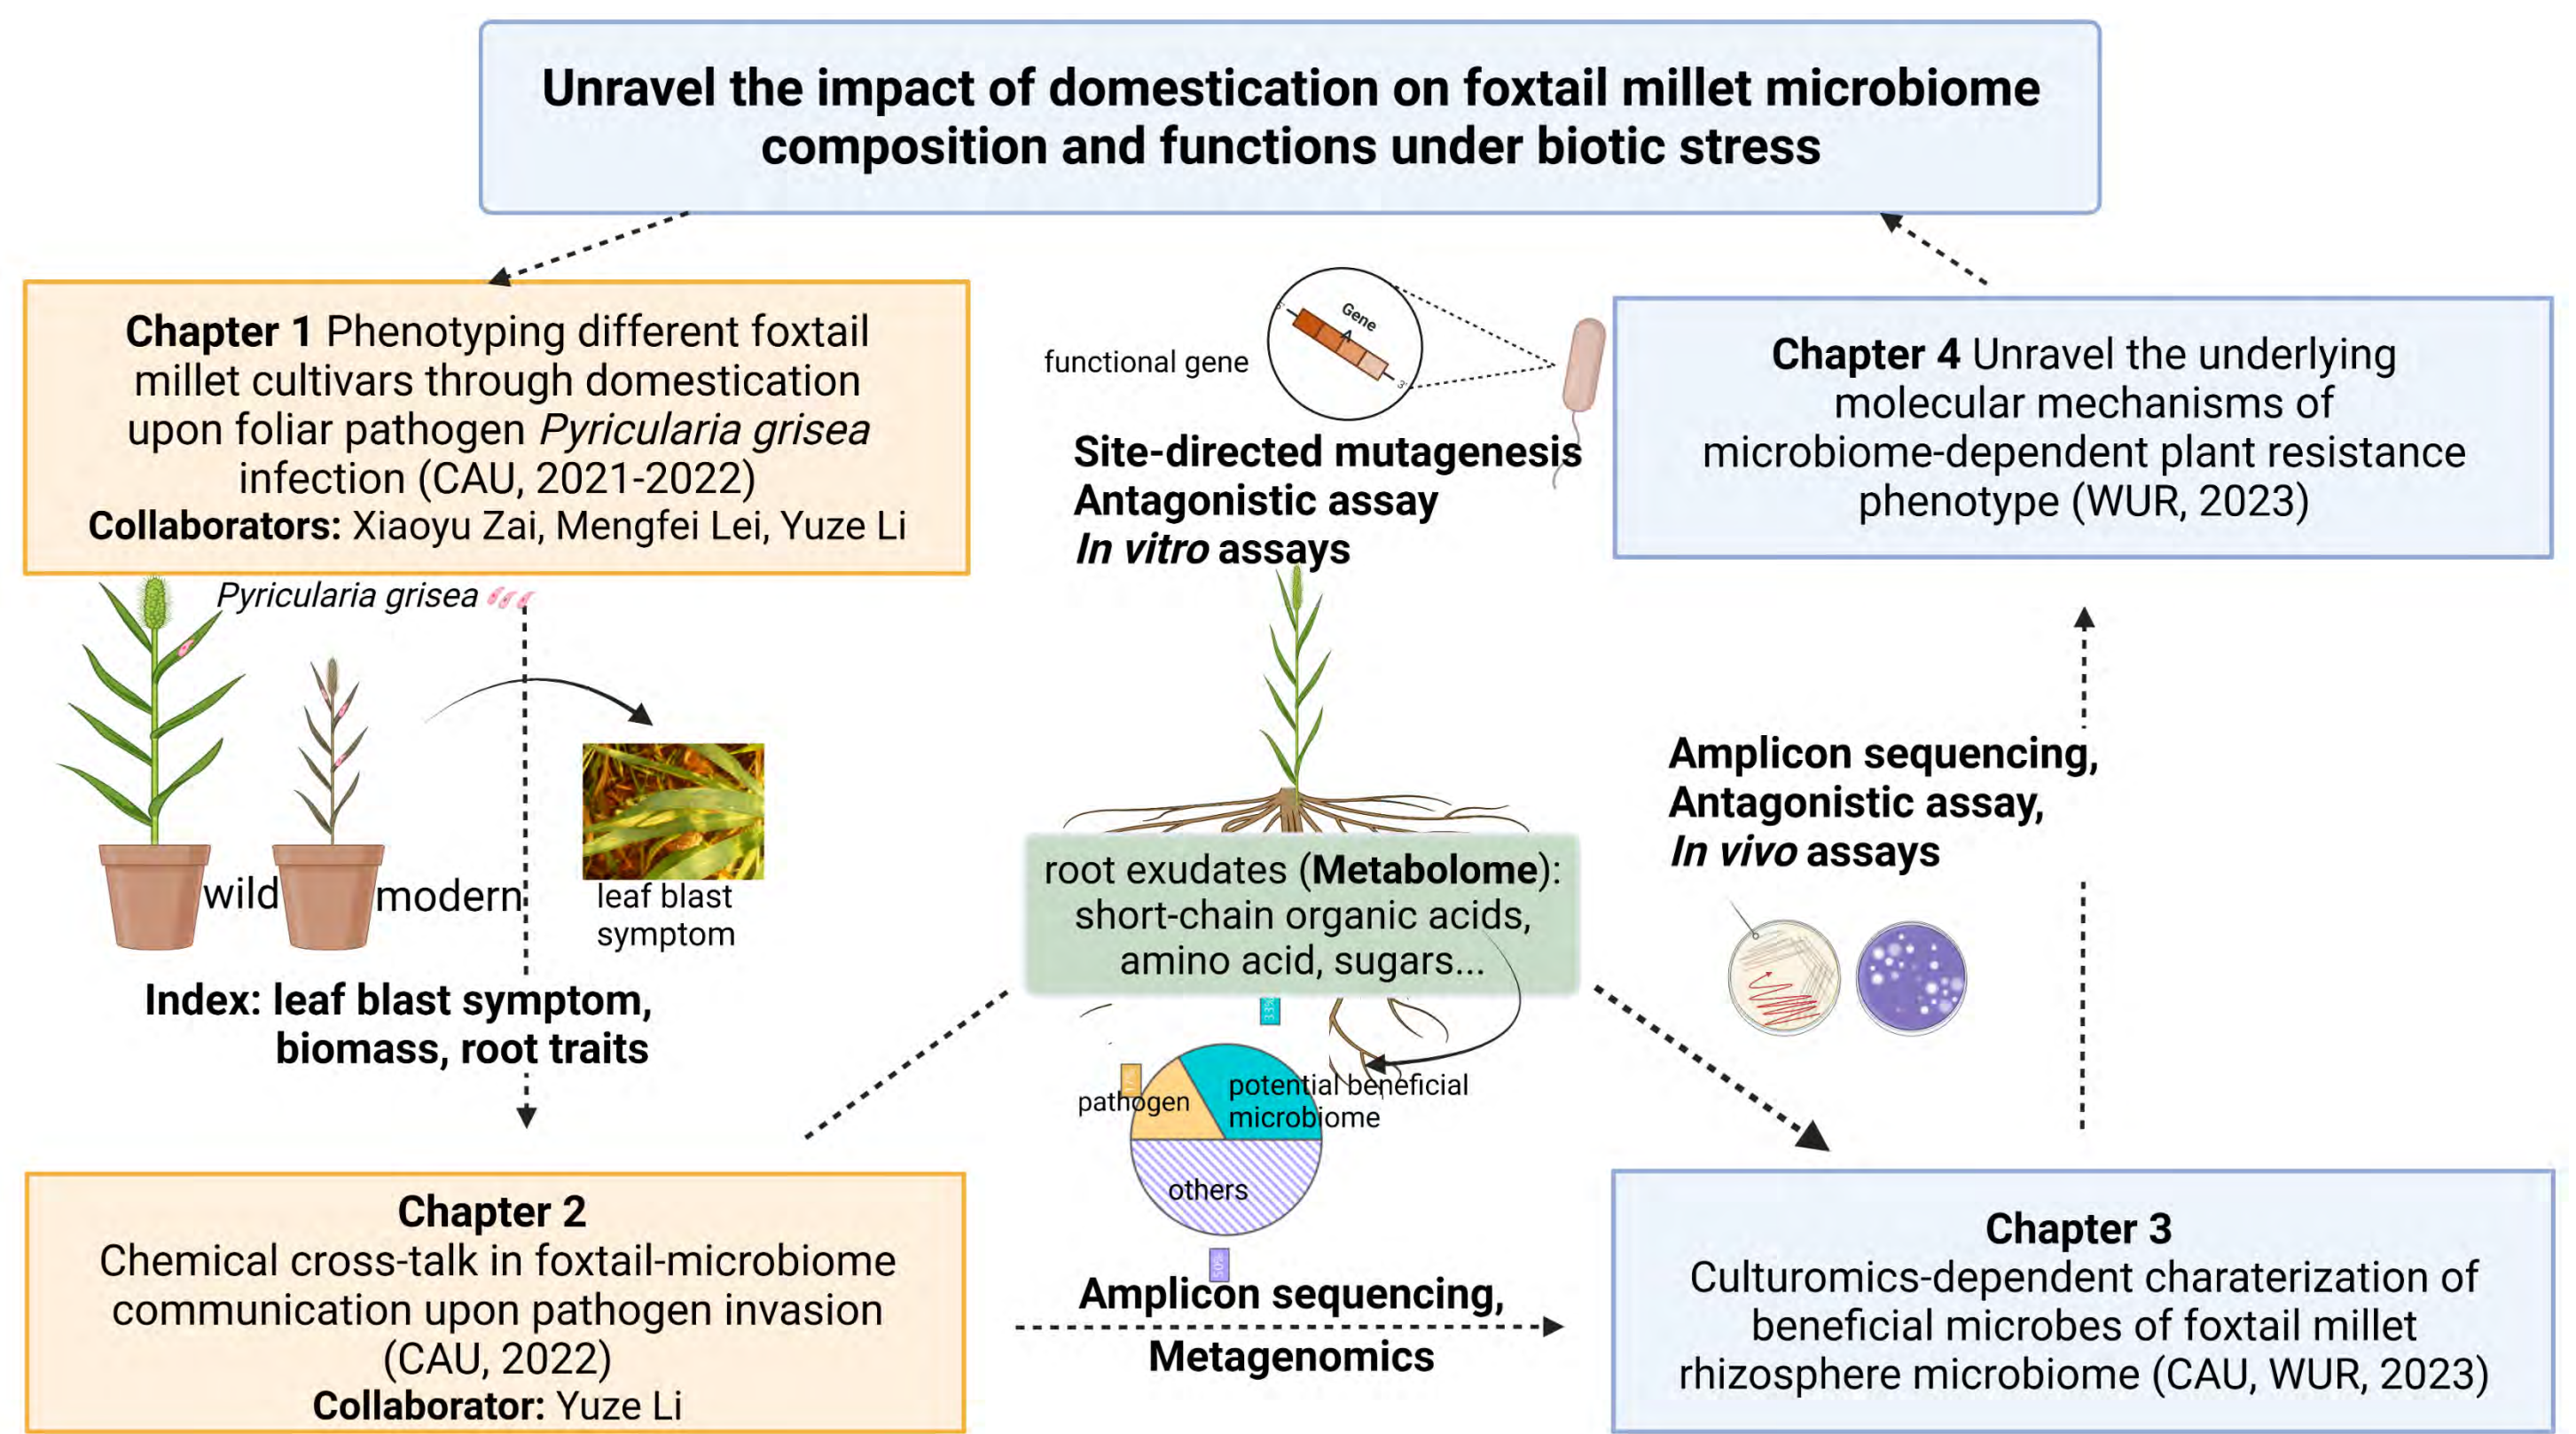 Unravel the impact of domestication on foxtail millet microbiome
composition and functions under biotic stress
Chapter 1 Phenotyping different foxtail
millet cultivars through domestication
upon foliar pathogen Pyricularia grisea
infection (CAU, 2021-2022)
Collaborators: Xiaoyu Zai, Mengfei Lei, Yuze Li
Pyricularia grisea
wild
modern
leaf blast
symptom
Index: leaf blast symptom,
biomass, root traits
Chapter 2
Chemical cross-talk in foxtail-microbiome
communication upon pathogen invasion
(CAU, 2022)
Collaborator: Yuze Li
functional gene
5'
Gene
A
3'
Site-directed mutagenesis
Antagonistic assay
In vitro assays
root exudates (Metabolome):
short-chain organic acids,
amino acid, sugars...
33%
17%
pathogen
potential beneficial
microbiome
others
50%
Amplicon sequencing,
Metagenomics
Chapter 4 Unravel the underlying
molecular mechanisms of
microbiome-dependent plant resistance
phenotype (WUR, 2023)
Amplicon sequencing,
Antagonistic assay,
In vivo assays
Chapter 3
Culturomics-dependent charaterization of
beneficial microbes of foxtail millet
rhizosphere microbiome (CAU, WUR, 2023)